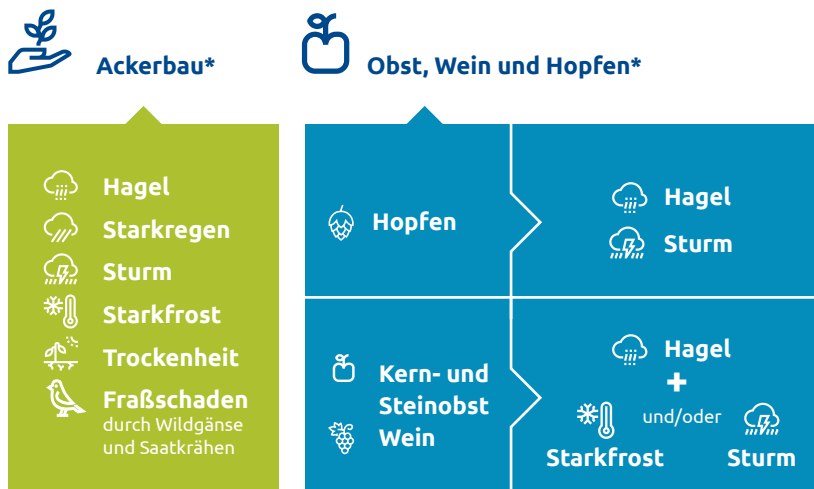 Ackerbau*
Hagel
Starkregen
Sturm
Starkfrost
Trockenheit
Fraßschaden
durch Wildgänse
und Saatkrähen
Obst, Wein und Hopfen*
Hopfen
Hagel
Sturm
Kern- und
Steinobst
Wein
Hagel
+
und/oder
Starkfrost
Sturm